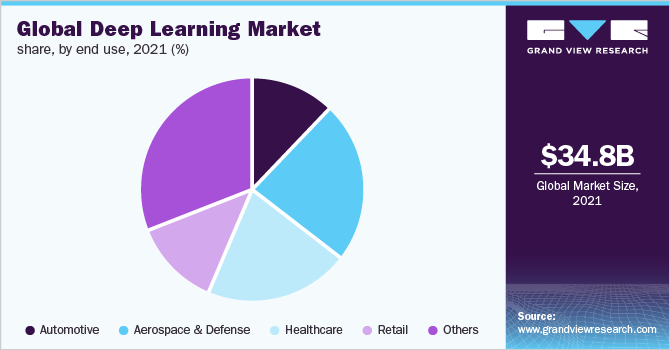 Global Deep Learning Market
share, by end use, 2021 (%)
GRAND VIEW RESEARCH
$34.8B
Global Market Size,
2021
Automotive
Aerospace & Defense
Healthcare
Retail
Others
Source:
www.grandviewresearch.com